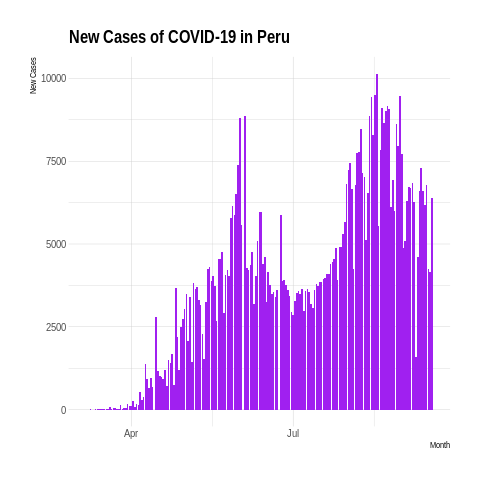 New Cases of COVID-19 in Peru
New Cases
10000
7500
5000
2500
0
Apr
Jul
Month